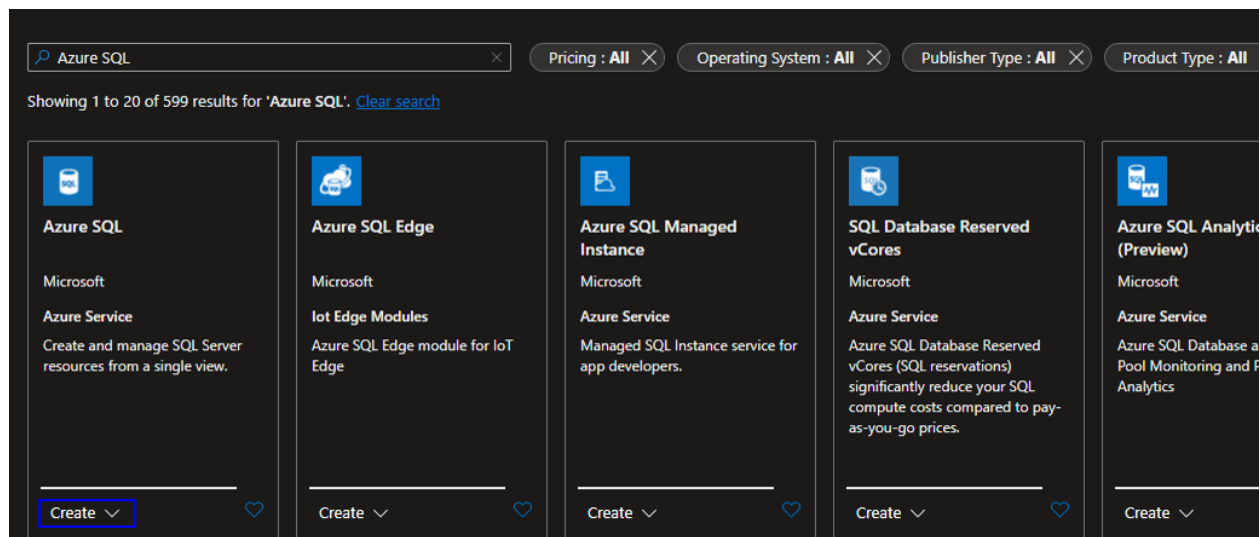 Azure SQL
Pricing : All
Operating System : All
Publisher Type : All
Product Type : All
Showing 1 to 20 of 599 results for 'Azure SQL'. Clear search
SQL
Azure SQL
Microsoft
Azure Service
Create and manage SQL Server
resources from a single view.
Create
Azure SQL Edge
Microsoft
Iot Edge Modules
Azure SQL Edge module for IoT
Edge
Create
Azure SQL Managed
Instance
Microsoft
Azure Service
Managed SQL Instance service for
app developers.
Create
SQL
SQL Database Reserved
vCores
Microsoft
Azure Service
Azure SQL Database Reserved
vCores (SQL reservations)
significantly reduce your SQL
compute costs compared to pay-
as-you-go prices.
Create
SQL
Azure SQL Analytic
(Preview)
Microsoft
Azure Service
Azure SQL Database a
Pool Monitoring and P
Analytics
Create